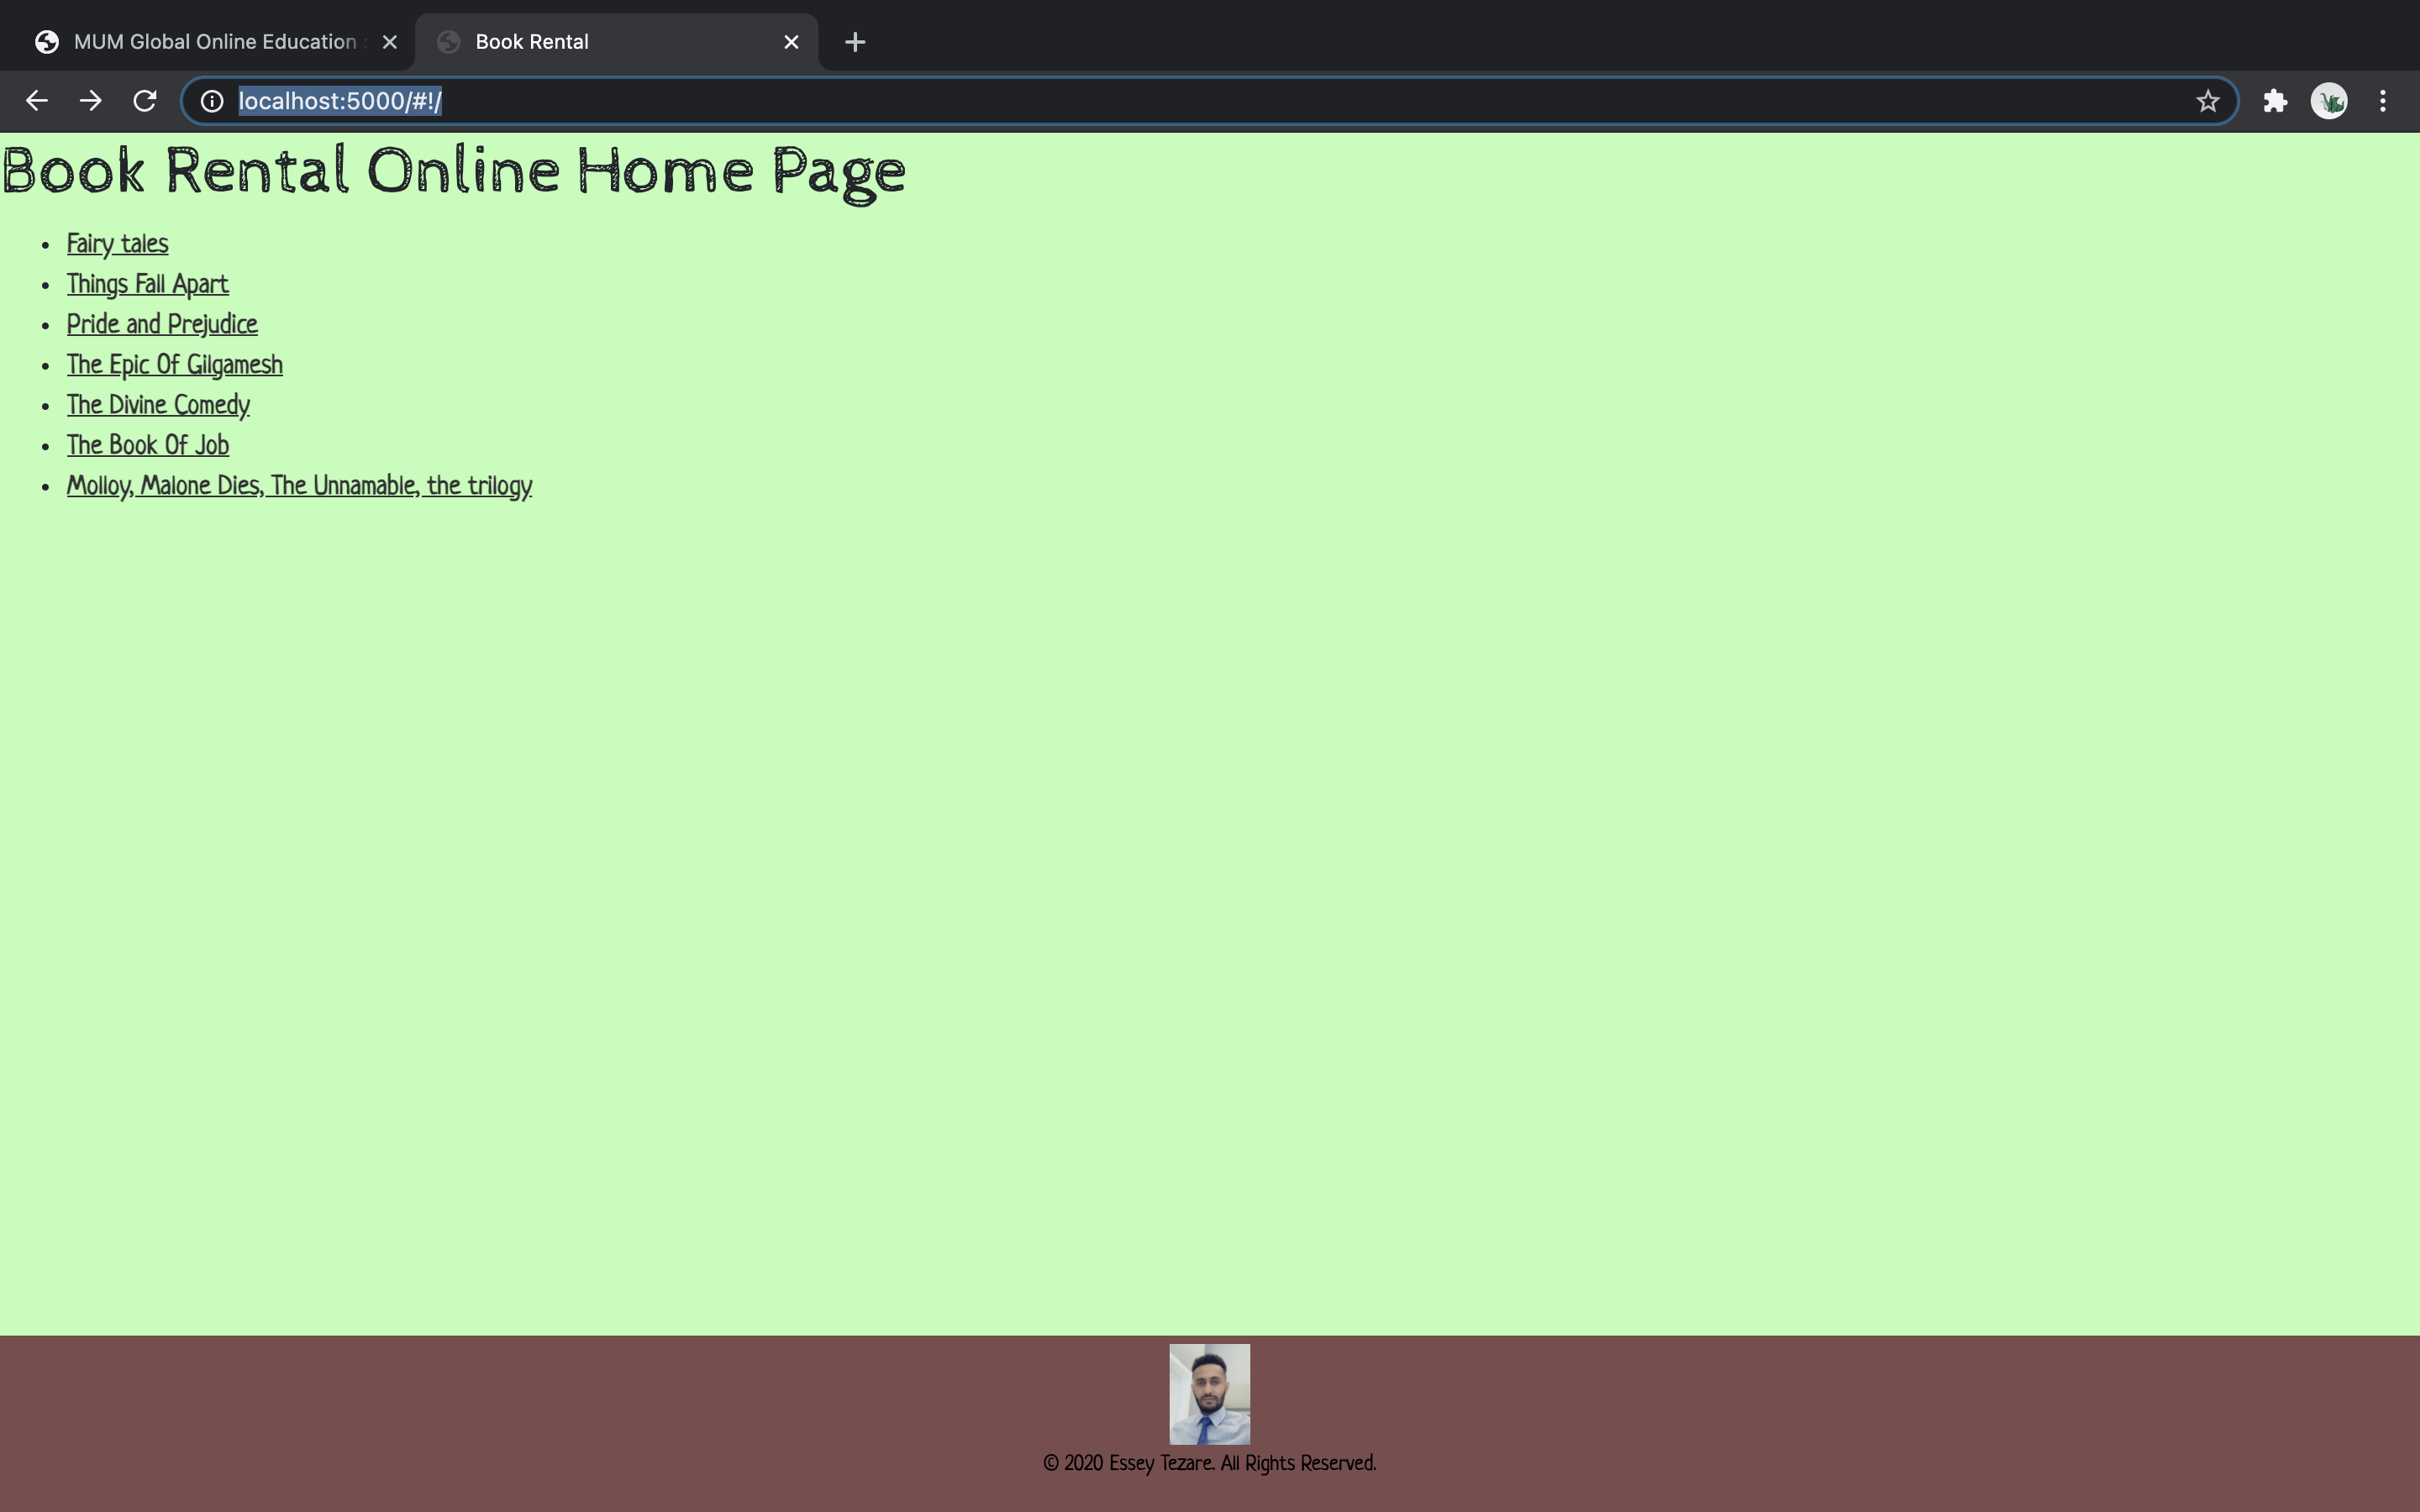 MUM Global Online Education
Book Rental
localhost:5000/#!/
Book Rental Online Home Page
Fairy tales
Things Fall Apart
Pride and Prejudice
The Epic Of Gilgamesh
The Divine Comedy
The Book Of Job
Molloy, Malone Dies, The Unnamable, the trilogy
© 2020 Essey Tezare. All Rights Reserved.